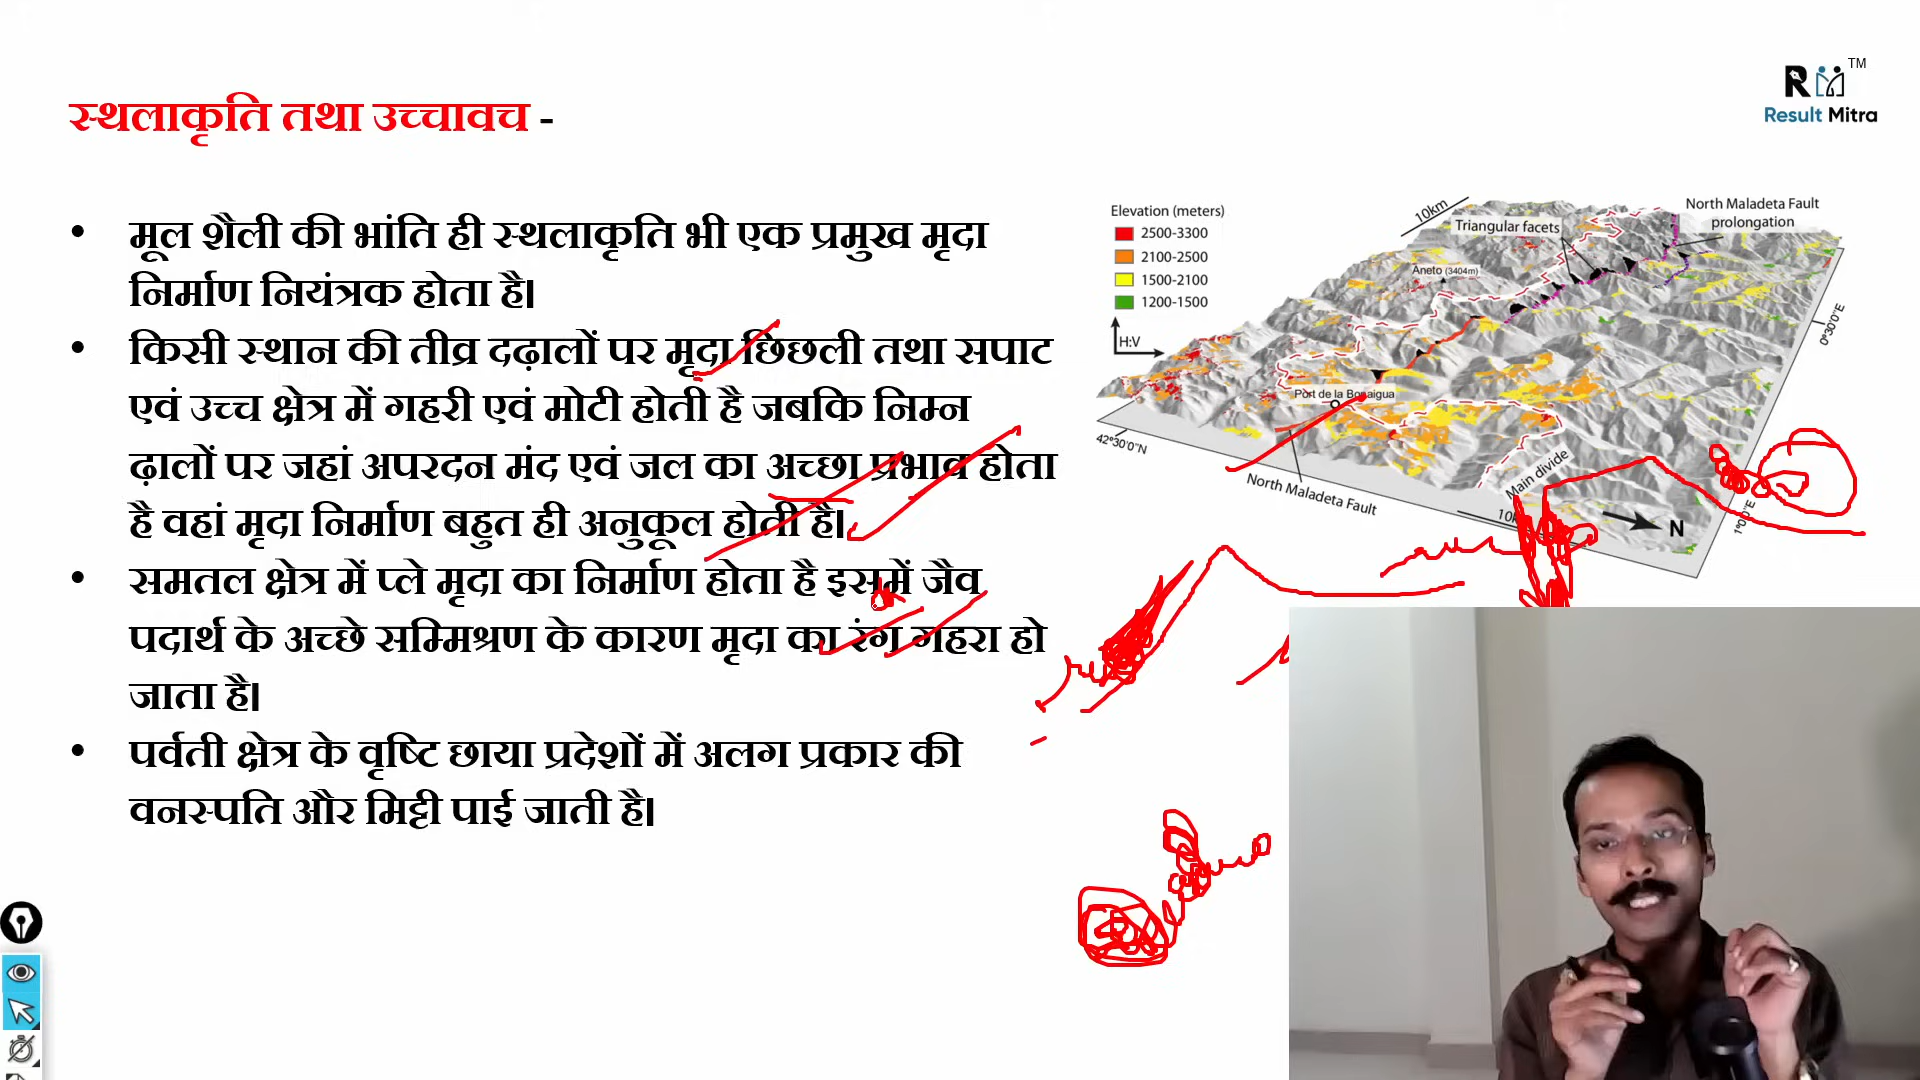 स्थलाकृति तथा उच्चावच -
R
TM
Result Mitra
मूल शैली की भांति ही स्थलाकृति भी एक प्रमुख मृदा
निर्माण नियंत्रक होता है।
किसी स्थान की तीव्र दढ़ालों पर मृदा छिछली तथा सपाट
एवं उच्च क्षेत्र में गहरी एवं मोटी होती है जबकि निम्न
ढ़ालों पर जहां अपरदन मंद एवं जल का अच्छा प्रभाव होता
है वहां मृदा निर्माण बहुत ही अनुकूल होती है।
समतल क्षेत्र में प्ले मृदा का निर्माण होता है इसमें जैव
पदार्थ के अच्छे सम्मिश्रण के कारण मृदा का रंग गहरा हो
जाता है।
पर्वती क्षेत्र के वृष्टि छाया प्रदेशों में अलग प्रकार की
वनस्पति और मिट्टी पाई जाती है।
Elevation (meters)
2500-3300
2100-2500
1500-2100
1200-1500
H:V
10km
Triangular facets
North Maladeta Fault
prolongation
Aneto (3404m)
Port de la Bonaigua
0°30'0"E
42°30'0"N
North Maladeta Fault
Main divide
N
1°0'0"E